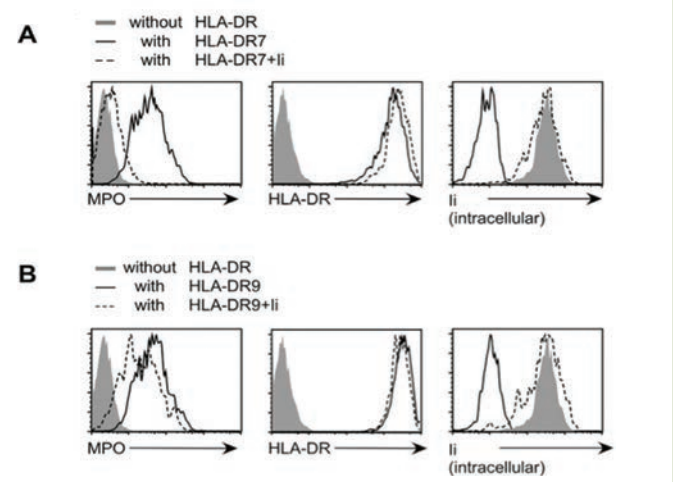 A
without HLA-DR
with HLA-DR7
with HLA-DR7+Ii
MPO
HLA-DR
Ii
(intracellular)
B
without HLA-DR
with HLA-DR9
with HLA-DR9+Ii
MPO
HLA-DR
Ii
(intracellular)